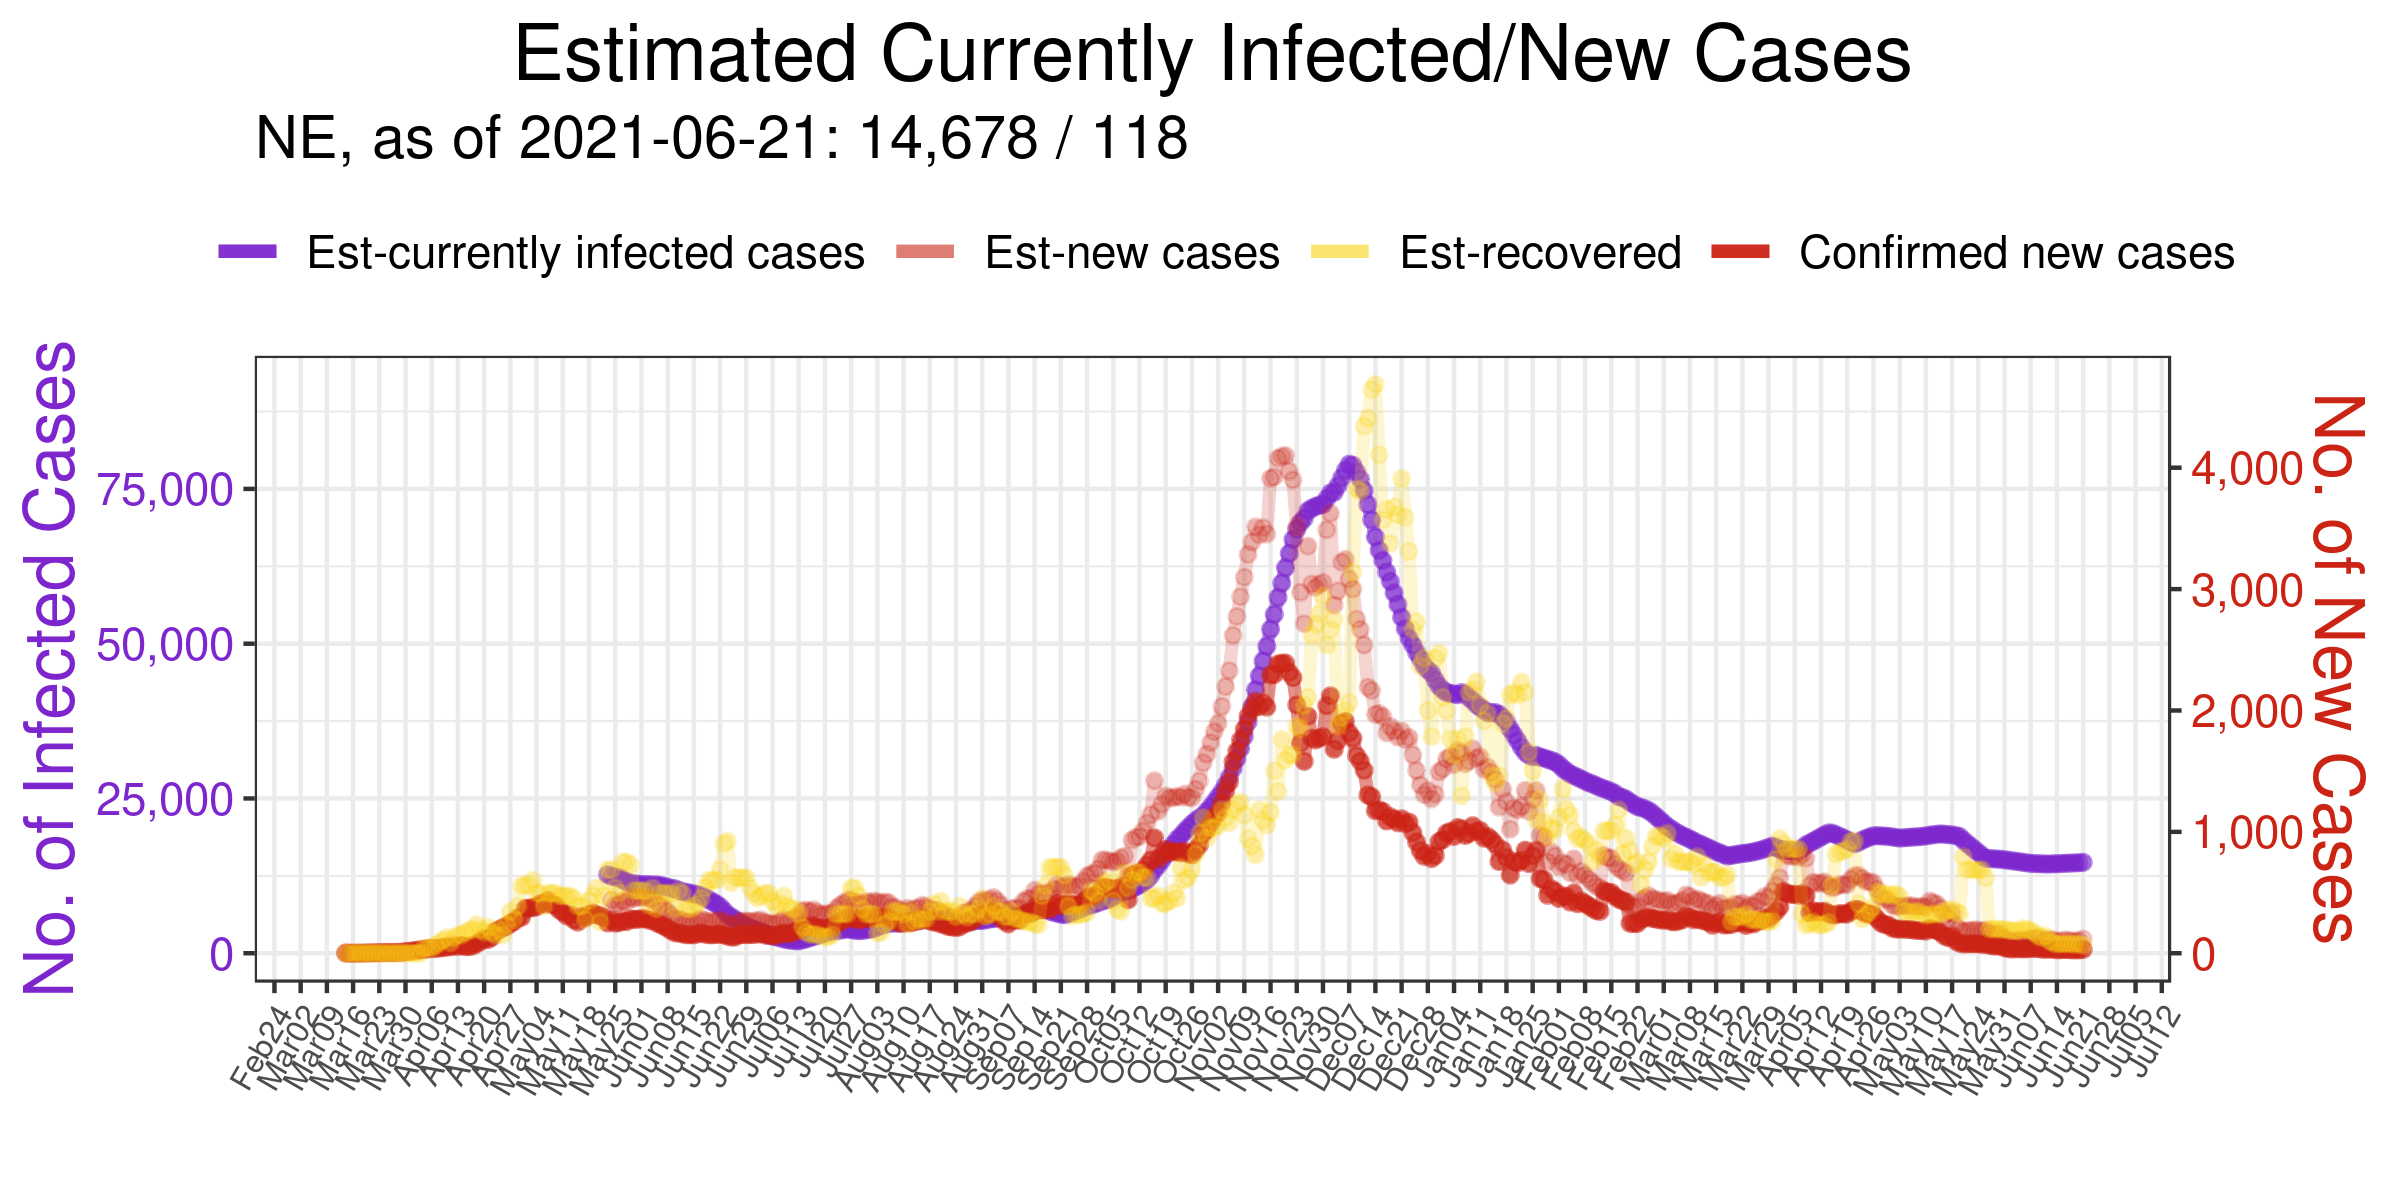 Estimated Currently Infected/New Cases
NE, as of 2021-06-21: 14,678 / 118
Est-currently infected cases
Est-new cases
Est-recovered
Confirmed new cases
No. of Infected Cases
75,000
50,000
25,000
0
4,000
3,000
2,000
1,000
0
No. of New Cases
Feb24
Mar02
Mar09
Mar16
Mar23
Mar30
Apr06
Apr13
Apr20
Apr27
May04
May11
May18
May25
Jun01
Jun08
Jun15
Jun22
Jun29
Jul06
Jul13
Jul20
Jul27
Aug03
Aug10
Aug17
Aug24
Aug31
Sep07
Sep14
Sep21
Sep28
Oct05
Oct12
Oct19
Oct26
Nov02
Nov09
Nov16
Nov23
Nov30
Dec07
Dec14
Dec21
Dec28
Jan04
Jan11
Jan18
Jan25
Feb01
Feb08
Feb15
Feb22
Mar01
Mar08
Mar15
Mar22
Mar29
Apr05
Apr12
Apr19
Apr26
May03
May10
May17
May24
May31
Jun07
Jun14
Jun21
Jun28
Jul05
Jul12